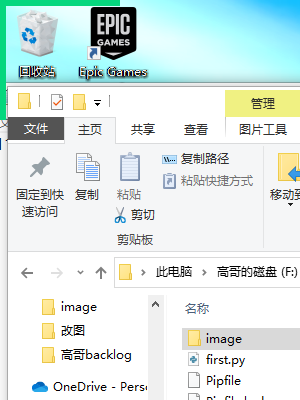 EPIC
GAMES
回收站
Epic Games
管理
文件
主页
共享
查看
图片工具
固定到快
速访问
复制
粘贴
复制路径
粘贴快捷方式
剪切
移动到
剪贴板
此电脑
高哥的磁盘 (F:)
image
改图
高哥backlog
OneDrive - Pers
名称
image
first.py
Pipfile